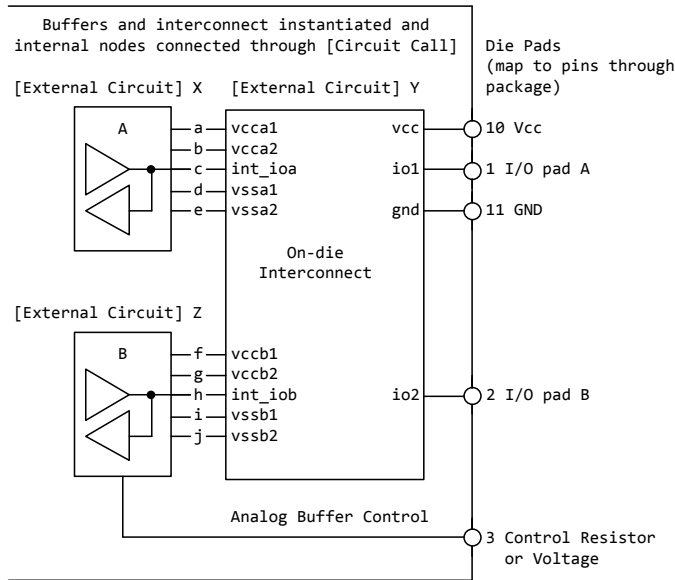 Buffers and interconnect instantiated and
internal nodes connected through [Circuit Call]
Die Pads
(map to pins through
package)
[External Circuit] X
[External Circuit] Y
A
a
b
c
d
e
vcca1
vcca2
int_ioa
vssa1
vssa2
vcc
io1
gnd
10 Vcc
1 I/O pad A
11 GND
On-die
Interconnect
[External Circuit] Z
B
f
g
h
i
j
vccb1
vccb2
int_iob
vssb1
vssb2
io2
2 I/O pad B
Analog Buffer Control
3 Control Resistor
or Voltage